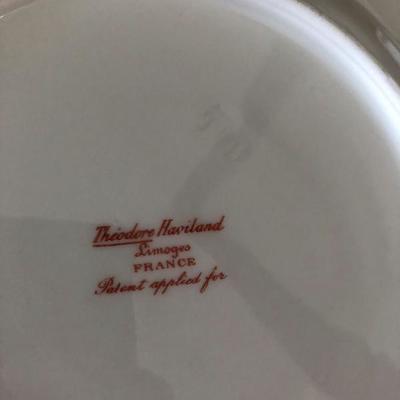 Théodore Haviland
Limoges
FRANCE
Patent applied for